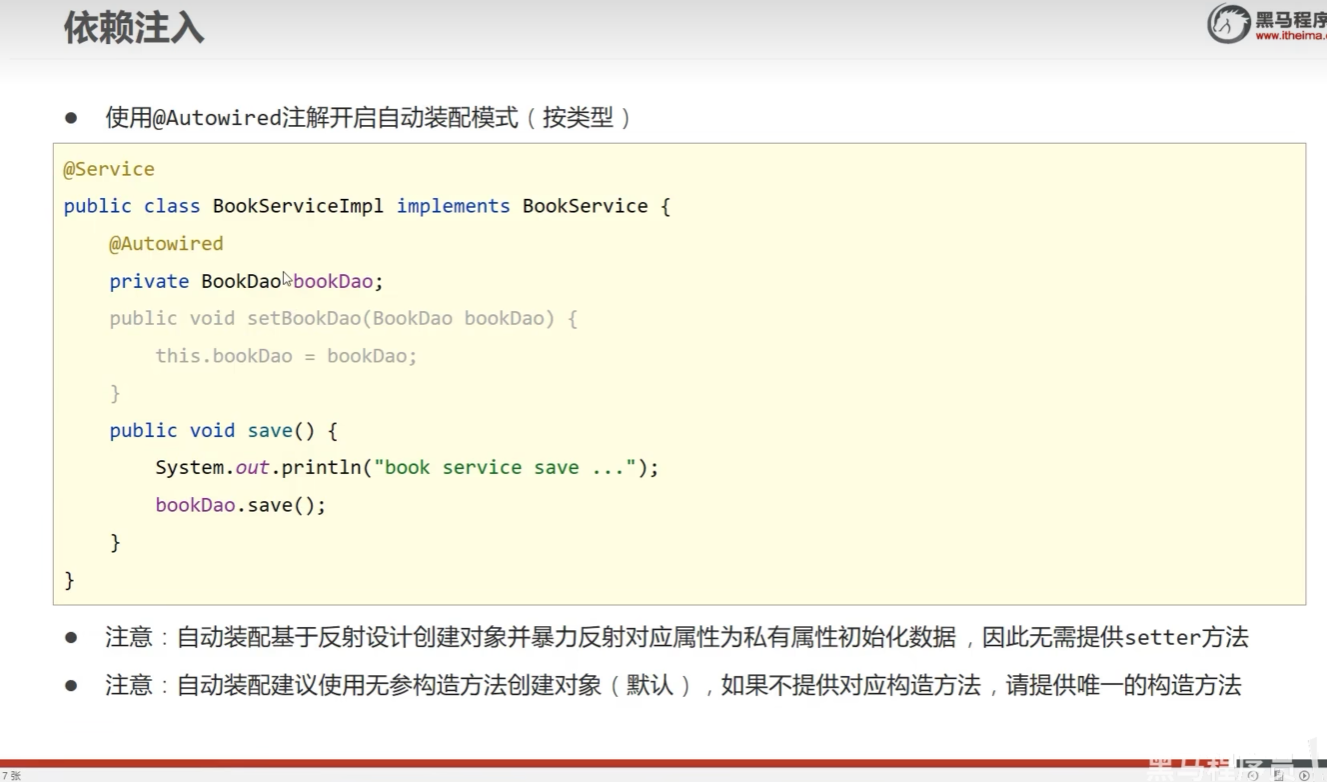 依赖注入
黑马程序
www.itheima.
● 使用@Autowired注解开启自动装配模式（按类型）
@Service
public class BookServiceImpl implements BookService {
@Autowired
private BookDao bookDao;
public void setBookDao(BookDao bookDao) {
this.bookDao = bookDao;
}
public void save() {
System.out.println("book service save ...");
bookDao.save();
}
}
● 注意：自动装配基于反射设计创建对象并暴力反射对应属性为私有属性初始化数据，因此无需提供setter方法
● 注意：自动装配建议使用无参构造方法创建对象（默认），如果不提供对应构造方法，请提供唯一的构造方法
7 张